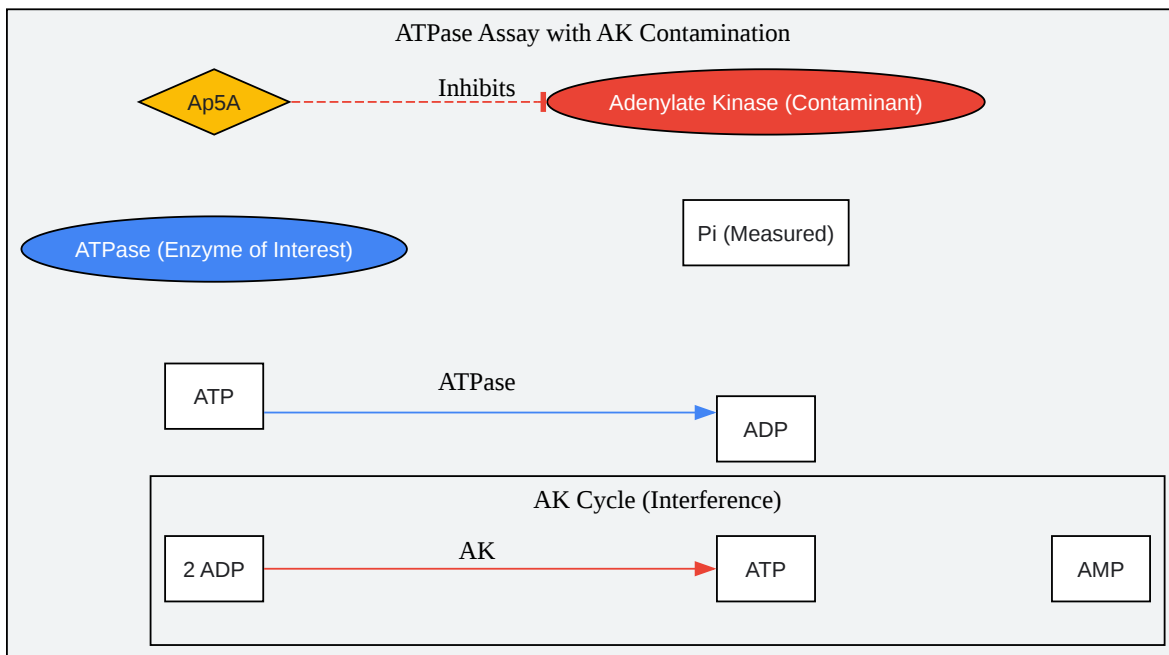 ATPase Assay with AK Contamination
Ap5A
Inhibits
Adenylate Kinase (Contaminant)
ATPase (Enzyme of Interest)
Pi (Measured)
ATP
ATPase
ADP
AK Cycle (Interference)
2 ADP
AK
ATP
AMP